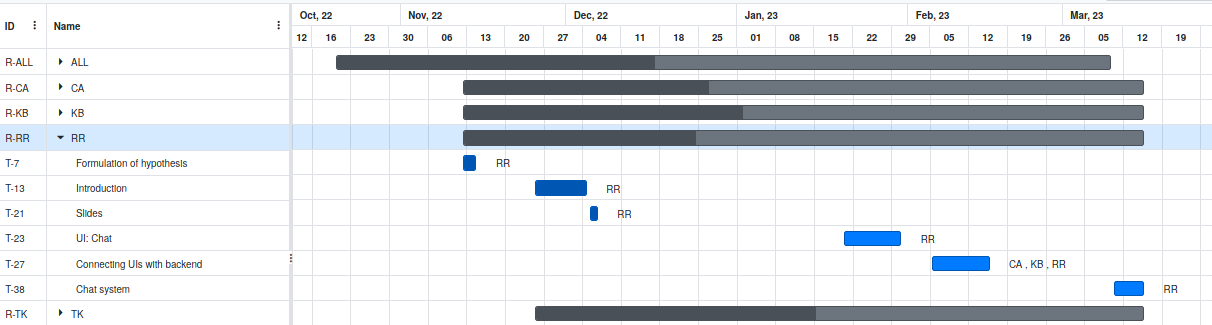 ID Name Oct, 22 Nov, 22 Dec, 22 Jan, 23 Feb, 23 Mar, 23
12 16 23 30 06 13 20 27 04 11 18 25 01 08 15 22 29 05 12 19 26 05 12 19
R-ALL ALL
R-CA CA
R-KB KB
R-RR RR
T-7 Formulation of hypothesis RR
T-13 Introduction RR
T-21 Slides RR
T-23 UI: Chat RR
T-27 Connecting UIs with backend CA , KB , RR
T-38 Chat system RR
R-TK TK